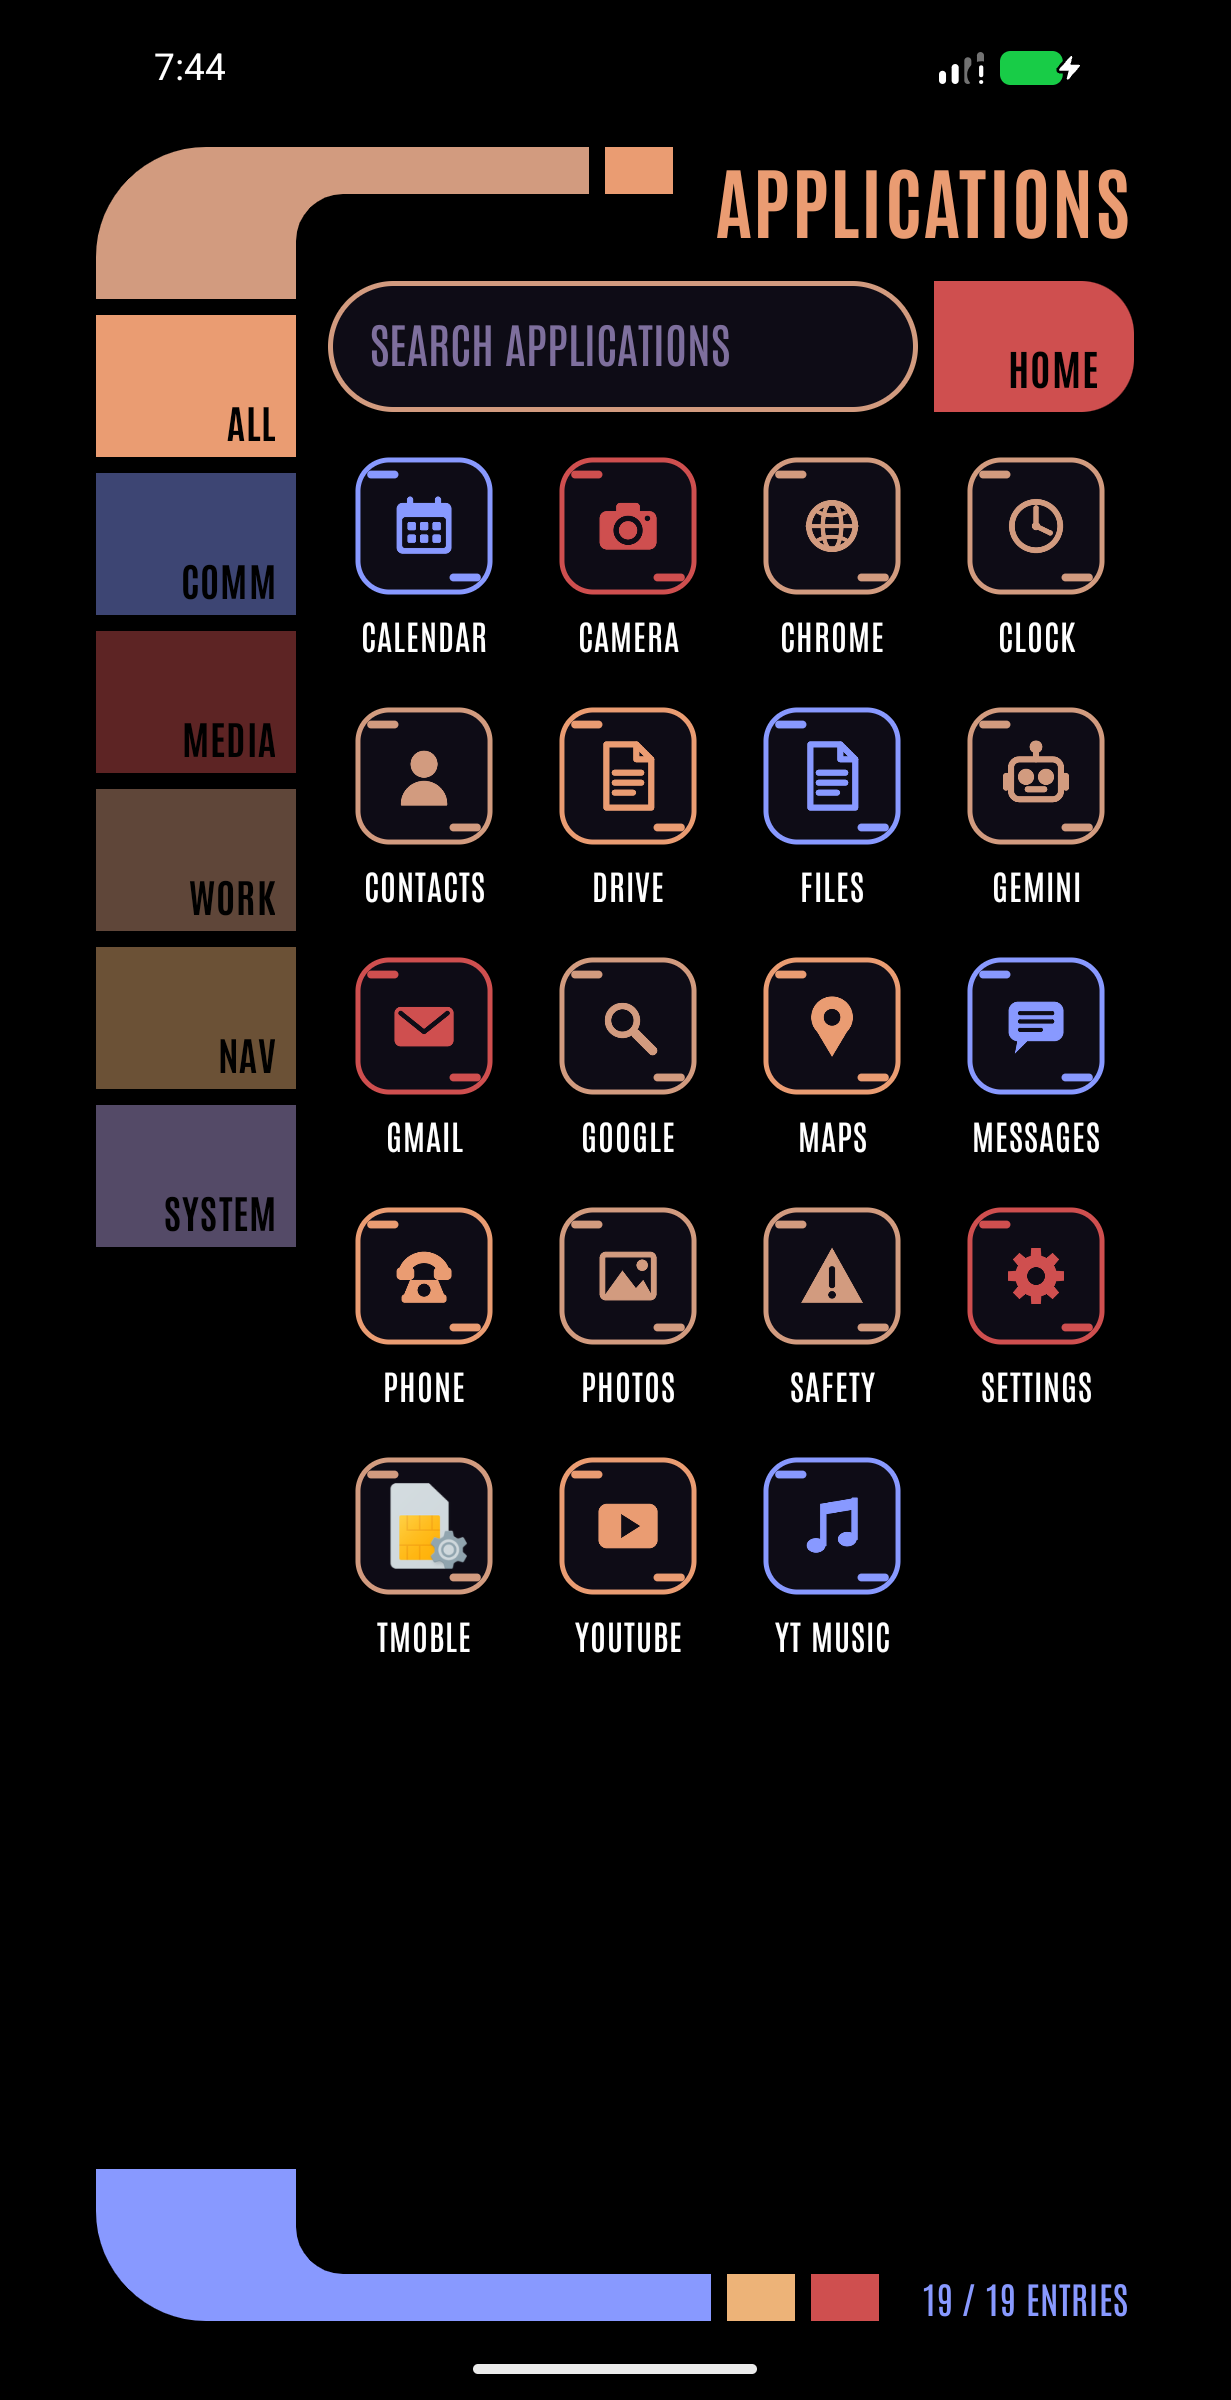 7:44
APPLICATIONS
SEARCH APPLICATIONS
HOME
ALL
COMM
MEDIA
WORK
NAV
SYSTEM
CALENDAR
CAMERA
CHROME
CLOCK
CONTACTS
DRIVE
FILES
GEMINI
GMAIL
GOOGLE
MAPS
MESSAGES
PHONE
PHOTOS
SAFETY
SETTINGS
TMOBLE
YOUTUBE
YT MUSIC
19 / 19 ENTRIES